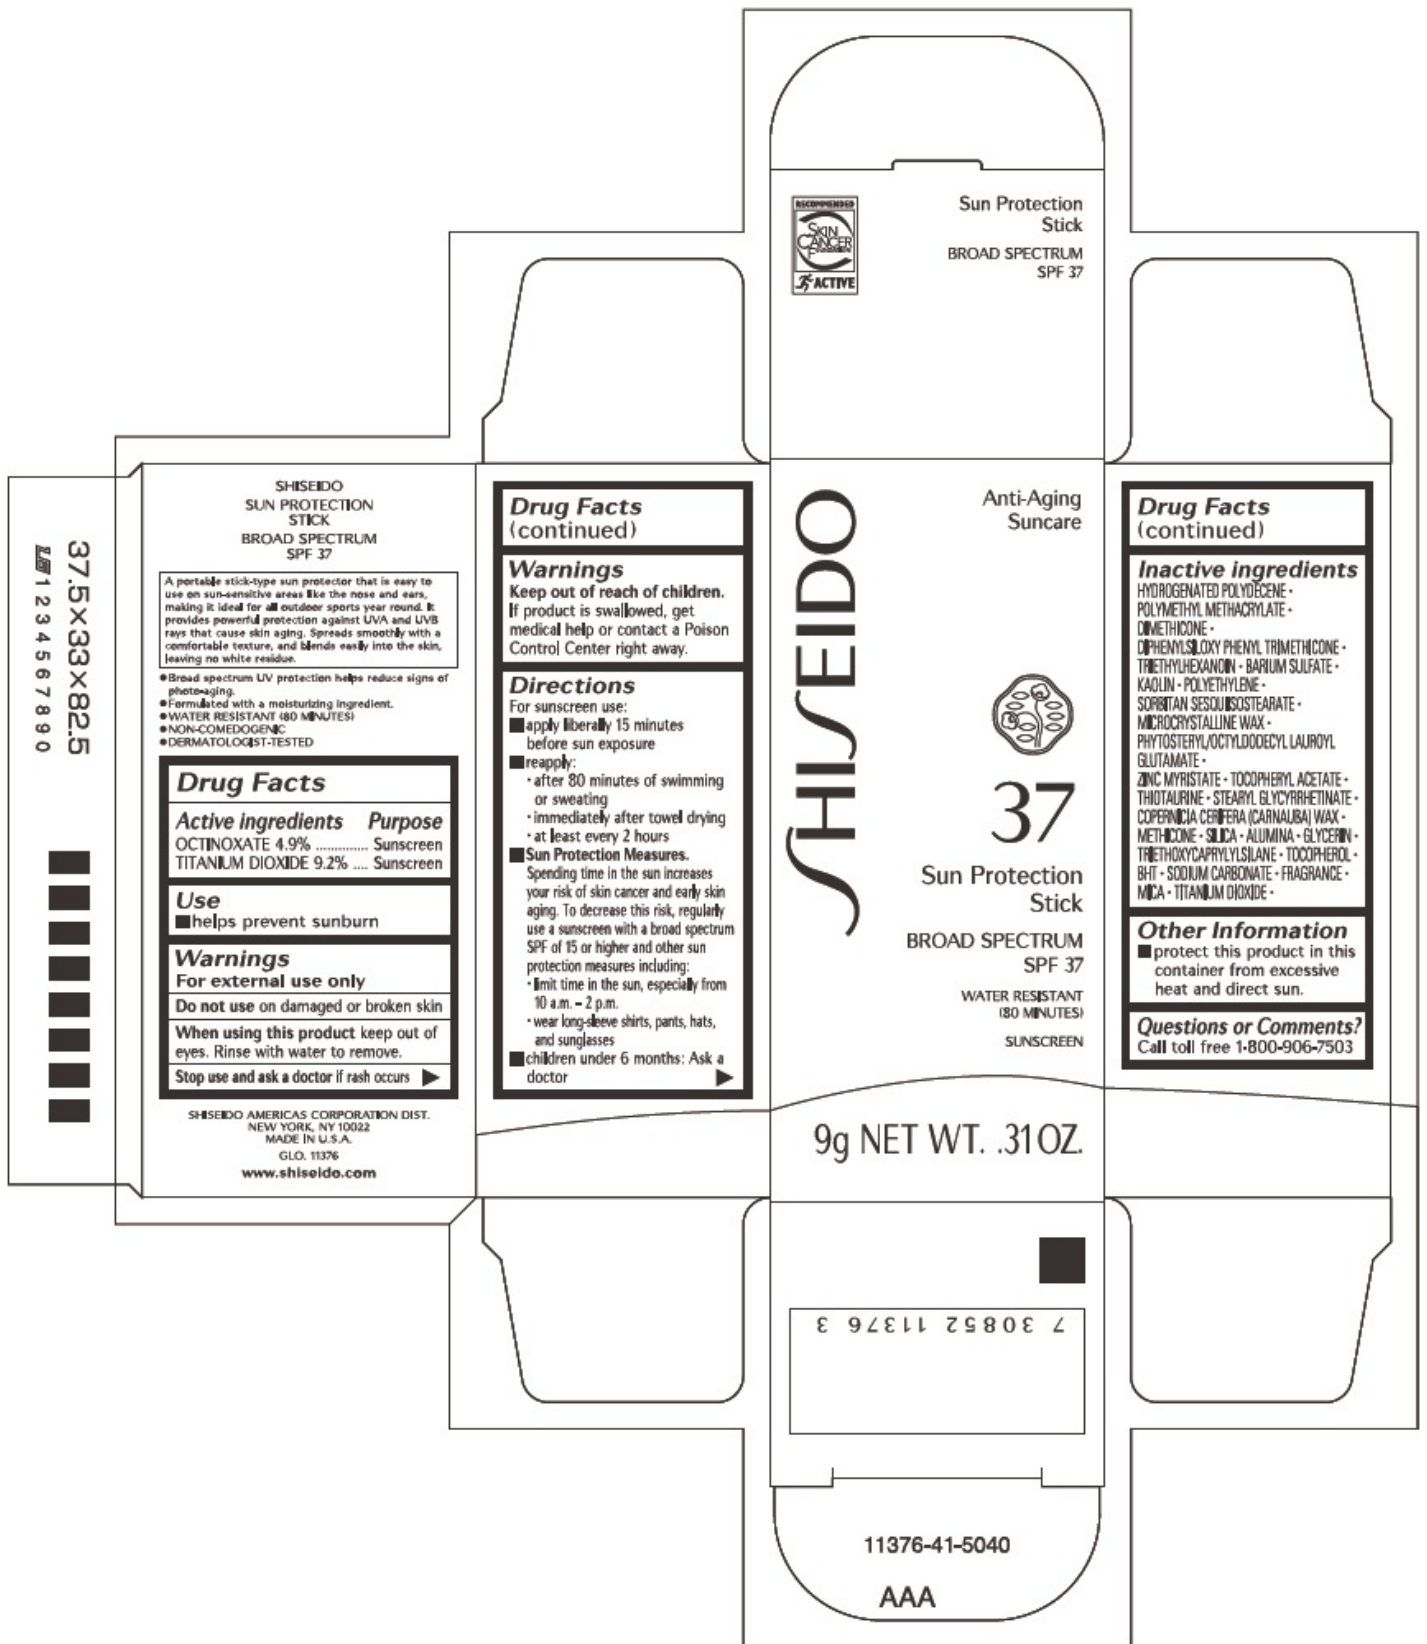 RECOMMENDED
SKIN
CANCER
FOUNDATION
ACTIVE
Sun Protection
Stick
BROAD SPECTRUM
SPF 37
37.5×33×82.5
1234567890
SHISEIDO
SUN PROTECTION
STICK
BROAD SPECTRUM
SPF 37
A portable stick-type sun protector that is easy to
use on sun-sensitive areas like the nose and ears,
making it ideal for all outdoor sports year round. It
provides powerful protection against UVA and UVB
rays that cause skin aging. Spreads smoothly with a
comfortable texture, and blends easily into the skin,
leaving no white residue.
●Broad spectrum UV protection helps reduce signs of
photo-aging.
●Formulated with a moisturizing ingredient.
●WATER RESISTANT (80 MINUTES)
●NON-COMEDOGENIC
●DERMATOLOGIST-TESTED
Drug Facts
Active ingredients Purpose
OCTINOXATE 4.9% .............. Sunscreen
TITANIUM DIOXIDE 9.2% .... Sunscreen
Use
■ helps prevent sunburn
Warnings
For external use only
Do not use on damaged or broken skin
When using this product keep out of
eyes. Rinse with water to remove.
Stop use and ask a doctor if rash occurs ▶
SHISEIDO AMERICAS CORPORATION DIST.
NEW YORK, NY 10022
MADE IN U.S.A.
GLO. 11376
www.shiseido.com
Drug Facts
(continued)
Warnings
Keep out of reach of children.
If product is swallowed, get
medical help or contact a Poison
Control Center right away.
Directions
For sunscreen use:
■ apply liberally 15 minutes
before sun exposure
■ reapply:
• after 80 minutes of swimming
or sweating
• immediately after towel drying
• at least every 2 hours
■ Sun Protection Measures.
Spending time in the sun increases
your risk of skin cancer and early skin
aging. To decrease this risk, regularly
use a sunscreen with a broad spectrum
SPF of 15 or higher and other sun
protection measures including:
• limit time in the sun, especially from
10 a.m. – 2 p.m.
• wear long-sleeve shirts, pants, hats,
and sunglasses
■ children under 6 months: Ask a
doctor ▶
SHISEIDO
Anti-Aging
Suncare
37
Sun Protection
Stick
BROAD SPECTRUM
SPF 37
WATER RESISTANT
(80 MINUTES)
SUNSCREEN
9g NET WT. .31OZ.
Drug Facts
(continued)
Inactive ingredients
HYDROGENATED POLYDECENE •
POLYMETHYL METHACRYLATE •
DIMETHICONE •
DIPHENYLSILOXY PHENYL TRIMETHICONE •
TRIETHYLHEXANOIN • BARIUM SULFATE •
KAOLIN • POLYETHYLENE •
SORBITAN SESQUIISOSTEARATE •
MICROCRYSTALLINE WAX •
PHYTOSTERYL/OCTYLDODECYL LAUROYL
GLUTAMATE •
ZINC MYRISTATE • TOCOPHERYL ACETATE •
THIOTAURINE • STEARYL GLYCYRRHETINATE •
COPERNICIA CERIFERA (CARNAUBA) WAX •
METHICONE • SILICA • ALUMINA • GLYCERIN •
TRIETHOXYCAPRYLYLSILANE • TOCOPHEROL •
BHT • SODIUM CARBONATE • FRAGRANCE •
MICA • TITANIUM DIOXIDE •
Other Information
■ protect this product in this
container from excessive
heat and direct sun.
Questions or Comments?
Call toll free 1-800-906-7503
7 30852 11376 3
11376-41-5040
AAA